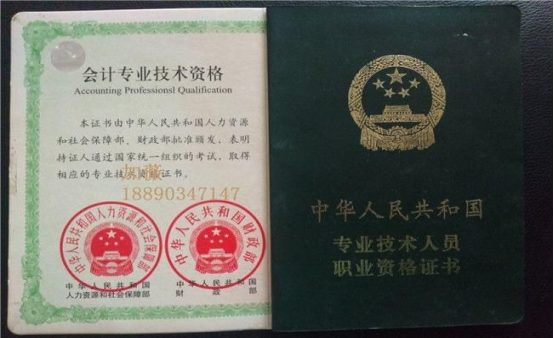 会计专业技术资格
Accounting Professionsl Qualification
本证书由中华人民共和国人力资源
和社会保障部、财政部批准颁发,表明
持证人通过国家统一组织的考试,取得
相应的专业技术资格证书。
加薇
18890347147
中华人民共和国人力资源和社会保障部
中华人民共和国财政部
中华人民共和国
人力资源和社会保障部
中华人民共和国
财政部
中华人民共和国
专业技术人员
职业资格证书